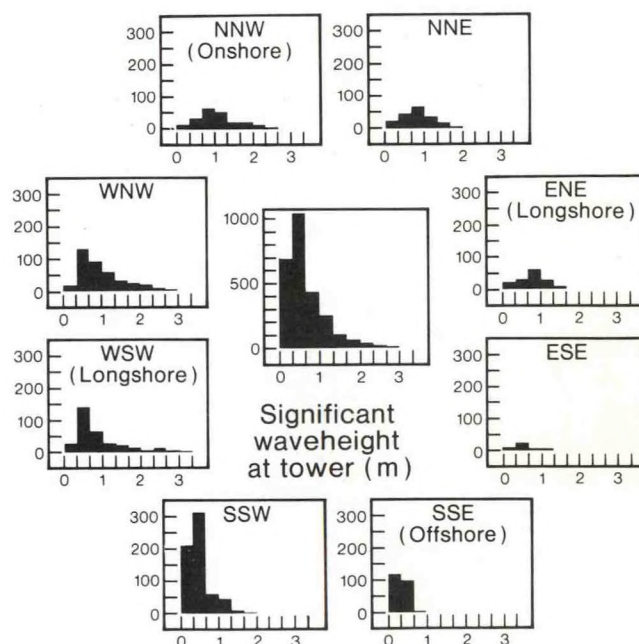 NNW
(Onshore)
300
200
100
0
0 1 2 3
NNE
300
200
100
0
0 1 2 3
WNW
300
200
100
0
0 1 2 3
1000
500
0
0 1 2 3
ENE
(Longshore)
300
200
100
0
0 1 2 3
WSW
(Longshore)
300
200
100
0
0 1 2 3
Significant
waveheight
at tower (m)
ESE
300
200
100
0
0 1 2 3
SSW
300
200
100
0
0 1 2 3
SSE
(Offshore)
300
200
100
0
0 1 2 3